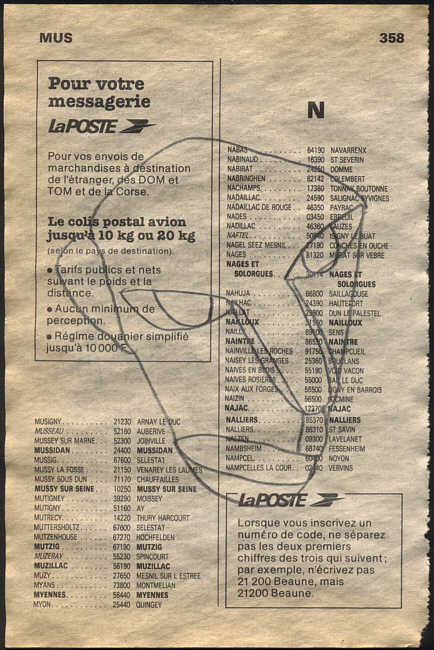 MUS
358
Pour votre
messagerie
LA POSTE
Pour vos envois de
marchandises à destination
de l'étranger, des DOM et
TOM et de la Corse.
Le colis postal avion
jusqu'à 10 kg ou 20 kg
(selon le pays de destination).
• Tarifs publics et nets
suivant le poids et la
distance.
• Aucun minimum de
perception.
• Régime douanier simplifié
jusqu'à 10 000 F.
MUSIGNY 21230 ARNAY LE DUC
MUSSEAU 52160 AUBERIVE
MUSSEY SUR MARNE 52300 JOINVILLE
MUSSIDAN 24400 MUSSIDAN
MUSSIG 67600 SELESTAT
MUSSY LA FOSSE 21150 VENAREY LES LAUMES
MUSSY SOUS DUN 71170 CHAUFFAILLES
MUSSY SUR SEINE 10250 MUSSY SUR SEINE
MUTIGNEY 39290 MOISSEY
MUTIGNY 51160 AY
MUTRECY 14220 THURY HARCOURT
MUTTERSHOLTZ 67600 SELESTAT
MUTZENHOUSE 67270 HOCHFELDEN
MUTZIG 67190 MUTZIG
MUZERAY 55230 SPINCOURT
MUZILLAC 56190 MUZILLAC
MUZY 27650 MESNIL SUR L ESTREE
MYANS 73800 MONTMELIAN
MYENNES 58440 MYENNES
MYON 25440 QUINGEY
N
NABAS 64190 NAVARRENX
NABINAUD 16390 ST SEVERIN
NABIRAT 24250 DOMME
NABRINGHEN 62142 COLEMBERT
NACHAMPS 17380 TONNAY BOUTONNE
NADAILLAC 24590 SALIGNAC EYVIGNES
NADAILLAC DE ROUGE 46350 PAYRAC
NADES 03450 EBREUIL
NADILLAC 46360 LAUZES
NAFTEL LE BUAT
NAGEL SEEZ MESNIL 27190 CONCHES EN OUCHE
NAGES 81320 MURAT SUR VEBRE
NAGES ET
SOLORGUES NAGES ET
SOLORGUES
NAHUJA 66800 SAILLAGOUSE
NAILHAC 24390 HAUTEFORT
NAILLAT DUN LE PALESTEL
NAILLOUX NAILLOUX
NAILLY SENS
NAINTRE NAINTRE
NAINVILLE LES ROCHES 91750
NAISEY LES GRANGES
NAIVES EN BLOIS 55190 VOID VACON
NAIVES ROSIERES 55000 LE DUC
NAIX AUX FORGES LIGNY EN BARROIS
NAIZIN LOCMINE
NAJAC 12270 NAJAC
NALLIERS 85370 NALLIERS
NALLIERS 86310 ST SAVIN
NALZEN 09300 LAVELANET
NAMBSHEIM 68740 FESSENHEIM
NAMPCEL NOYON
NAMPCELLES LA COUR 02140 VERVINS
LA POSTE
Lorsque vous inscrivez un
numéro de code, ne séparez
pas les deux premiers
chiffres des trois qui suivent ;
par exemple, n'écrivez pas
21 200 Beaune, mais
21200 Beaune.